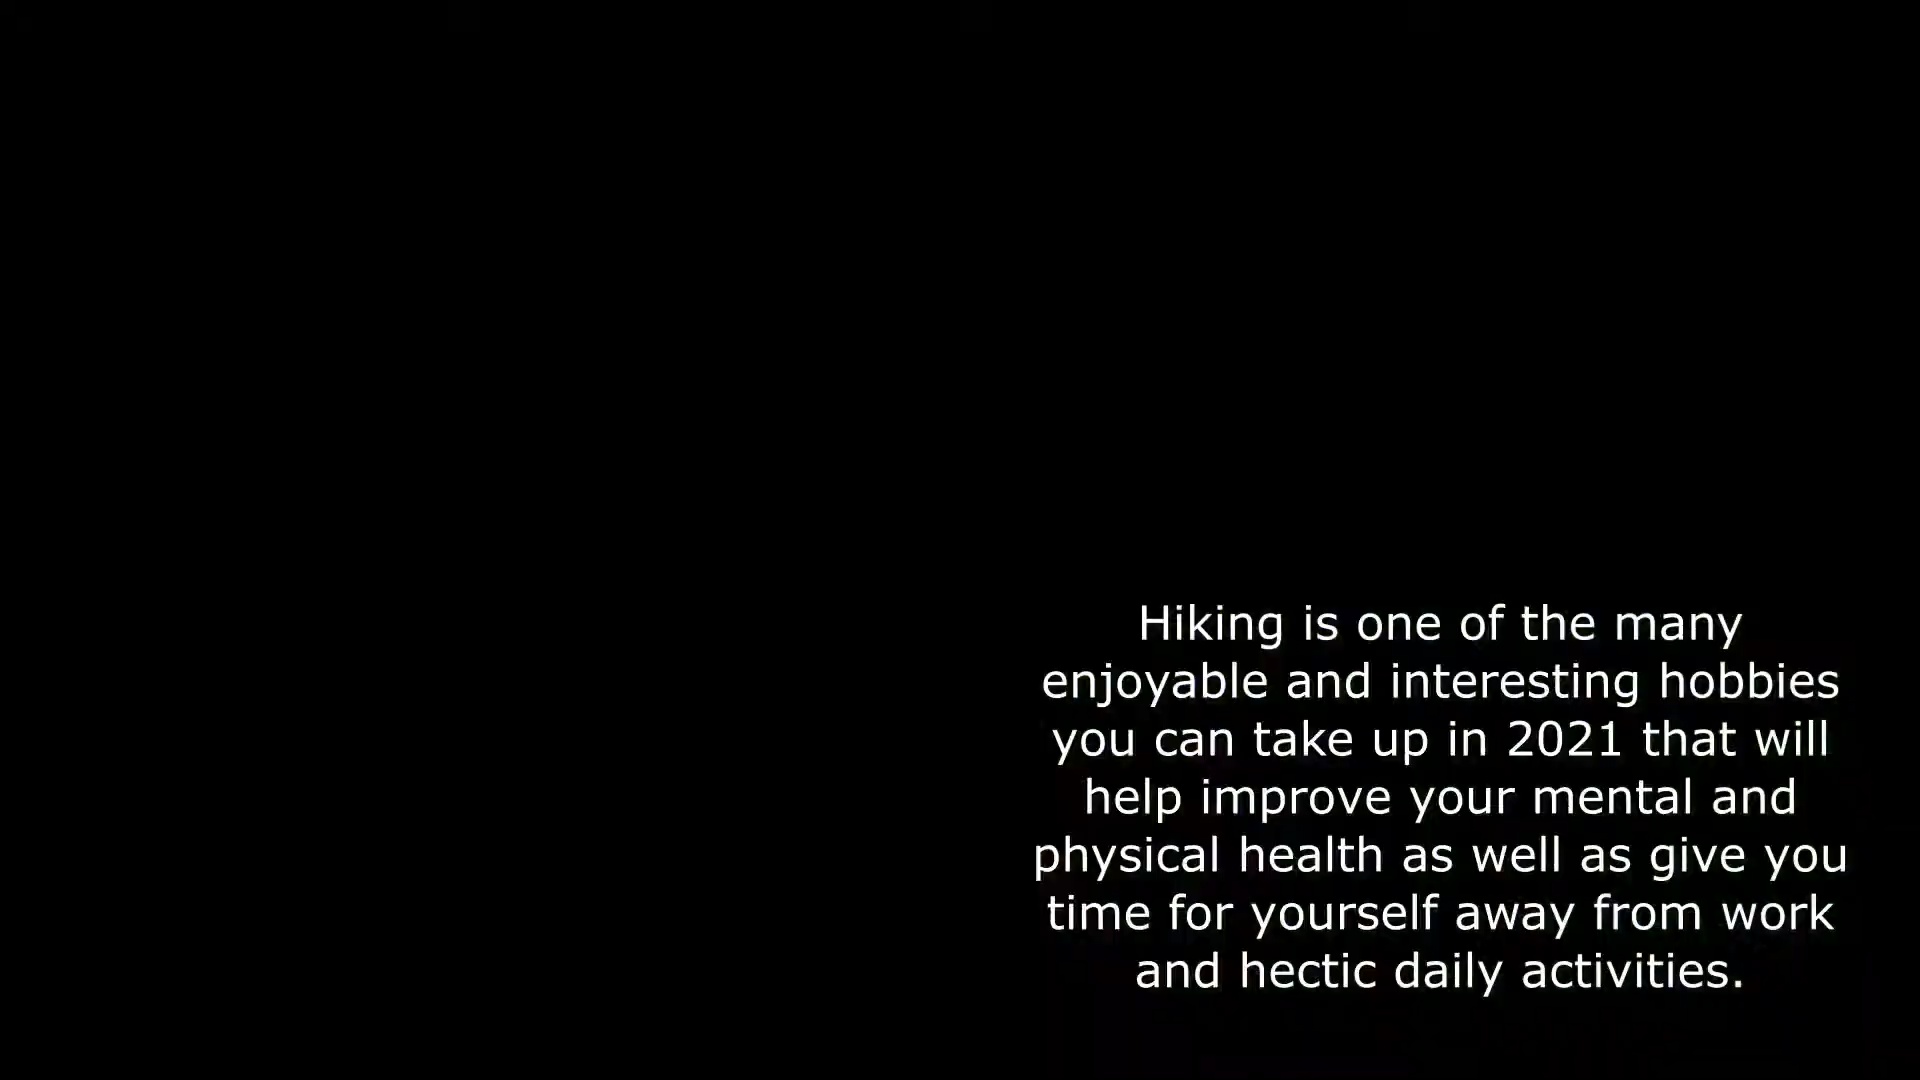 Hiking is one of the many
enjoyable and interesting hobbies
you can take up in 2021 that will
help improve your mental and
physical health as well as give you
time for yourself away from work
and hectic daily activities.